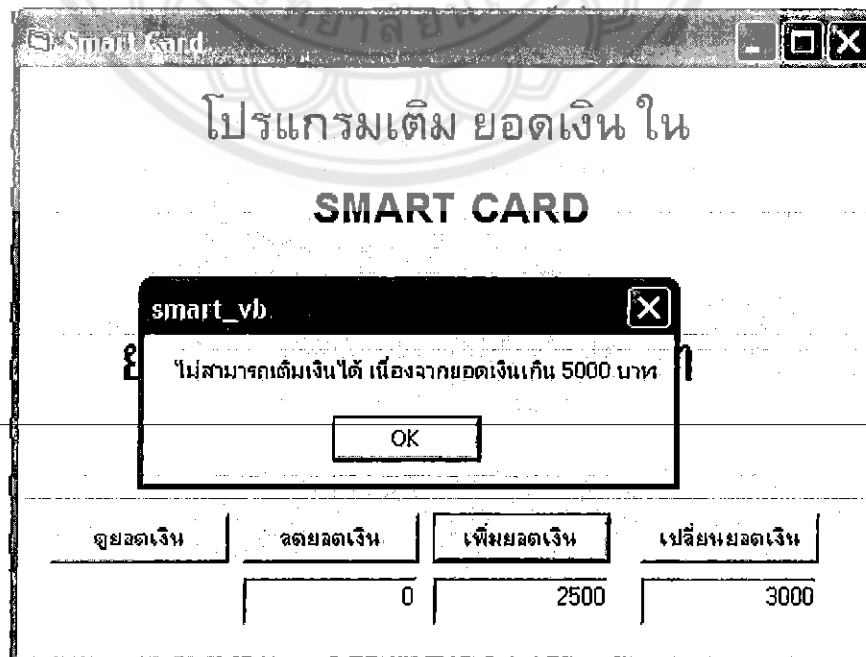 Smart Card
โปรแกรมเติม ยอดเงิน ใน
SMART CARD
smart_vb
ไม่สามารถเติมเงินได้ เนื่องจากยอดเงินเกิน 5000 บาท
OK
ดูยอดเงิน ลดยอดเงิน เพิ่มยอดเงิน เปลี่ยนยอดเงิน
0 2500 3000